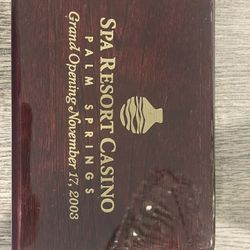 SPA RESORT CASINO
PALM SPRINGS
Grand Opening November 17, 2003